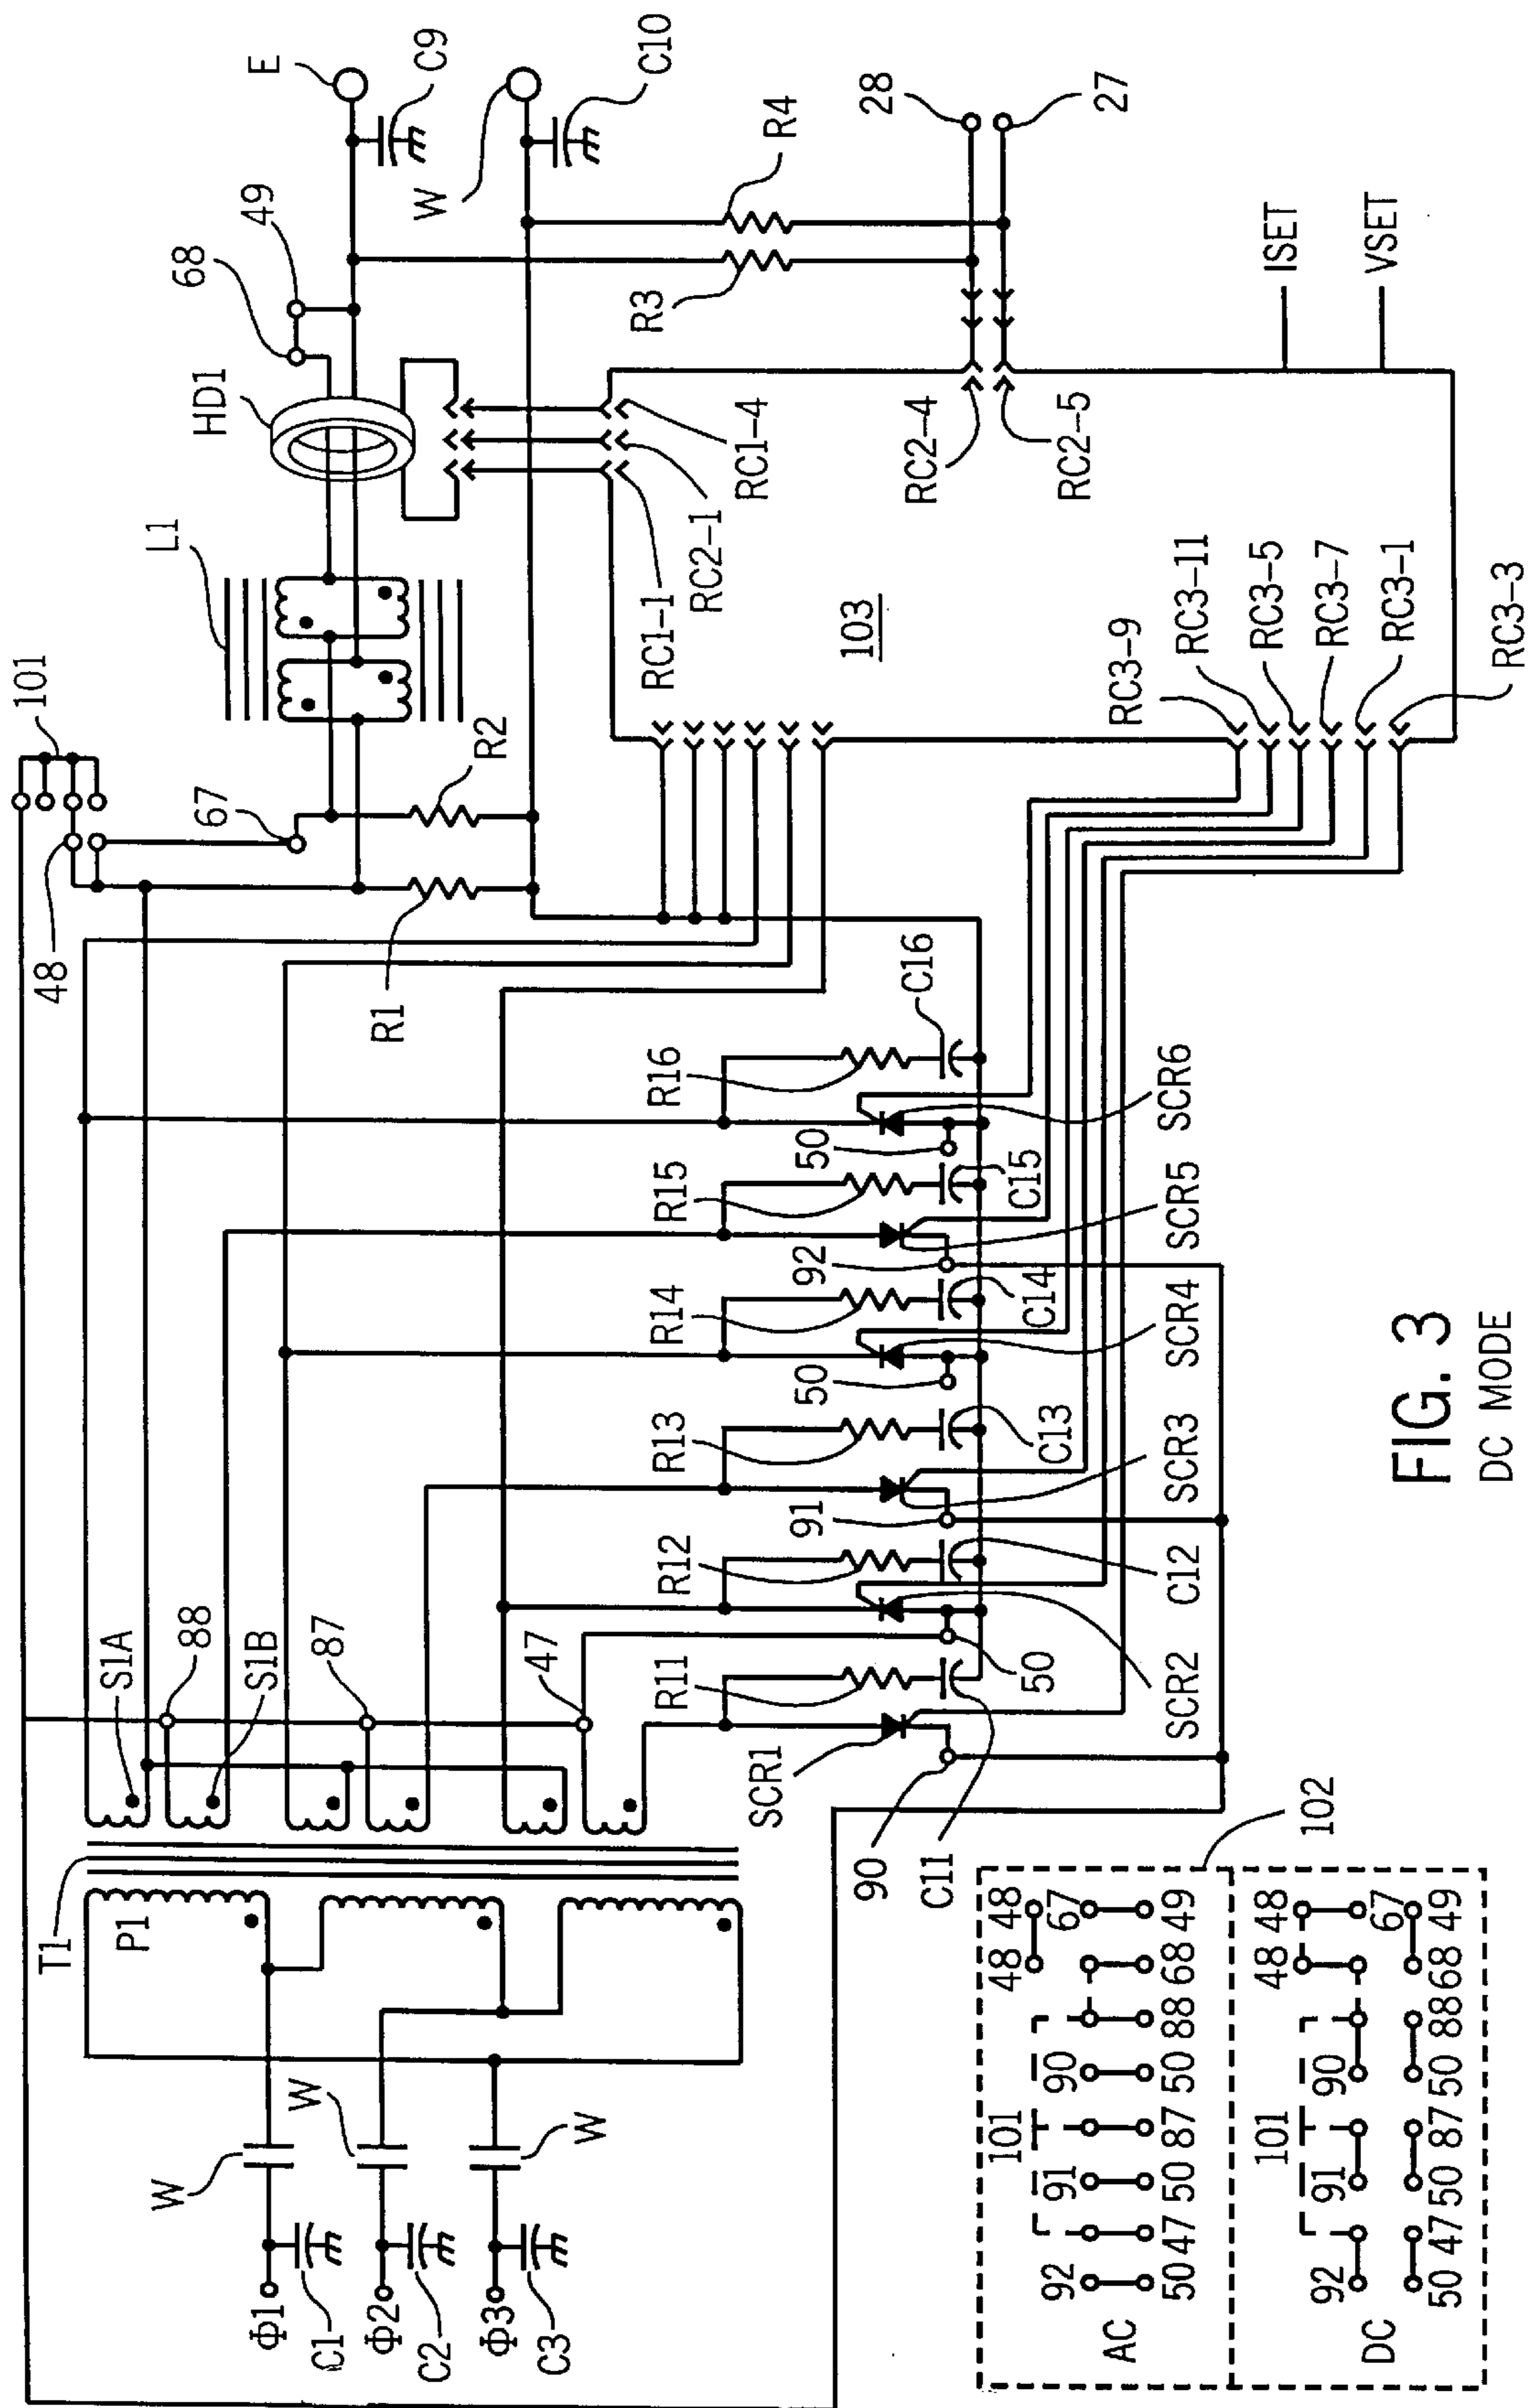 T1
P1
W
W
W
Φ1
C1
Φ2
C2
Φ3
C3
S1A
88
S1B
87
47
101
48
67
R1
R2
L1
HD1
68
49
E
C9
W
C10
R3
R4
28
27
RC1-1
RC2-1
RC1-4
RC2-4
RC2-5
103
ISET
VSET
RC3-9
RC3-11
RC3-5
RC3-7
RC3-1
RC3-3
R11
R12
R13
R14
R15
R16
SCR1
90
C11
50
SCR2
C12
91
SCR3
C13
50
SCR4
C14
92
SCR5
C15
50
SCR6
C16
102
48 48
101 67
92 91 90
50 47 50 87 50 88 68 49
AC
48 48
101
92 91 90 67
50 47 50 87 50 88 68 49
DC
FIG. 3
DC MODE